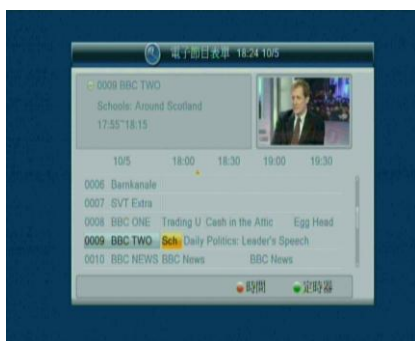 電子節目表單 18:24 10/5
0009 BBC TWO
Schools: Around Scotland
17:55~18:15
10/5 18:00 18:30 19:00 19:30
0006 Barnkanale
0007 SVT Extra
0008 BBC ONE Trading U Cash in the Attic Egg Head
0009 BBC TWO Sch Daily Politics: Leader's Speech
0010 BBC NEWS BBC News BBC News
時間 定時器